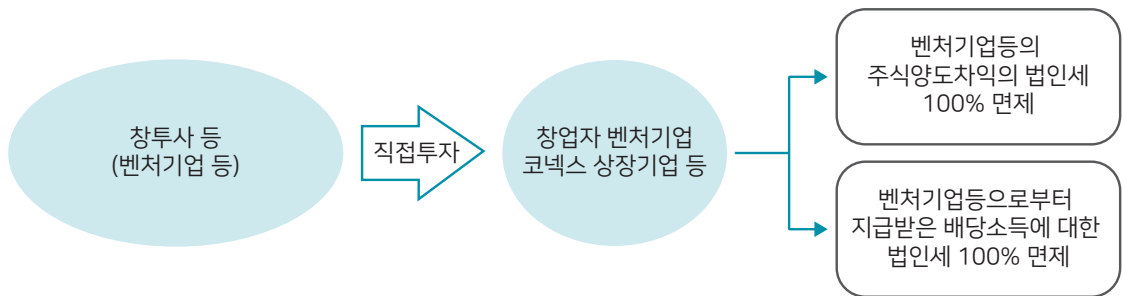 창투사 등
(벤처기업 등)
직접투자
창업자 벤처기업
코넥스 상장기업 등
벤처기업등의
주식양도차익의 법인세
100% 면제
벤처기업등으로부터
지급받은 배당소득에 대한
법인세 100% 면제